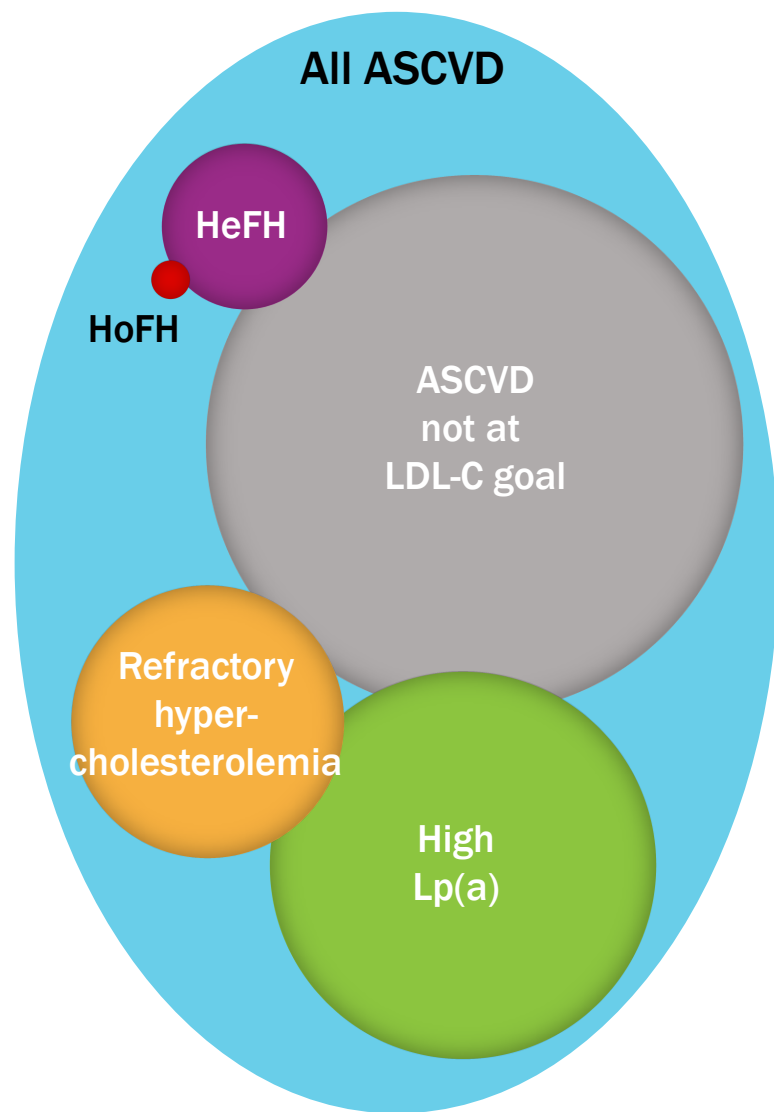 All ASCVD
HeFH
HoFH
ASCVD
not at
LDL-C goal
Refractory
hyper-
cholesterolemia
High
Lp(a)